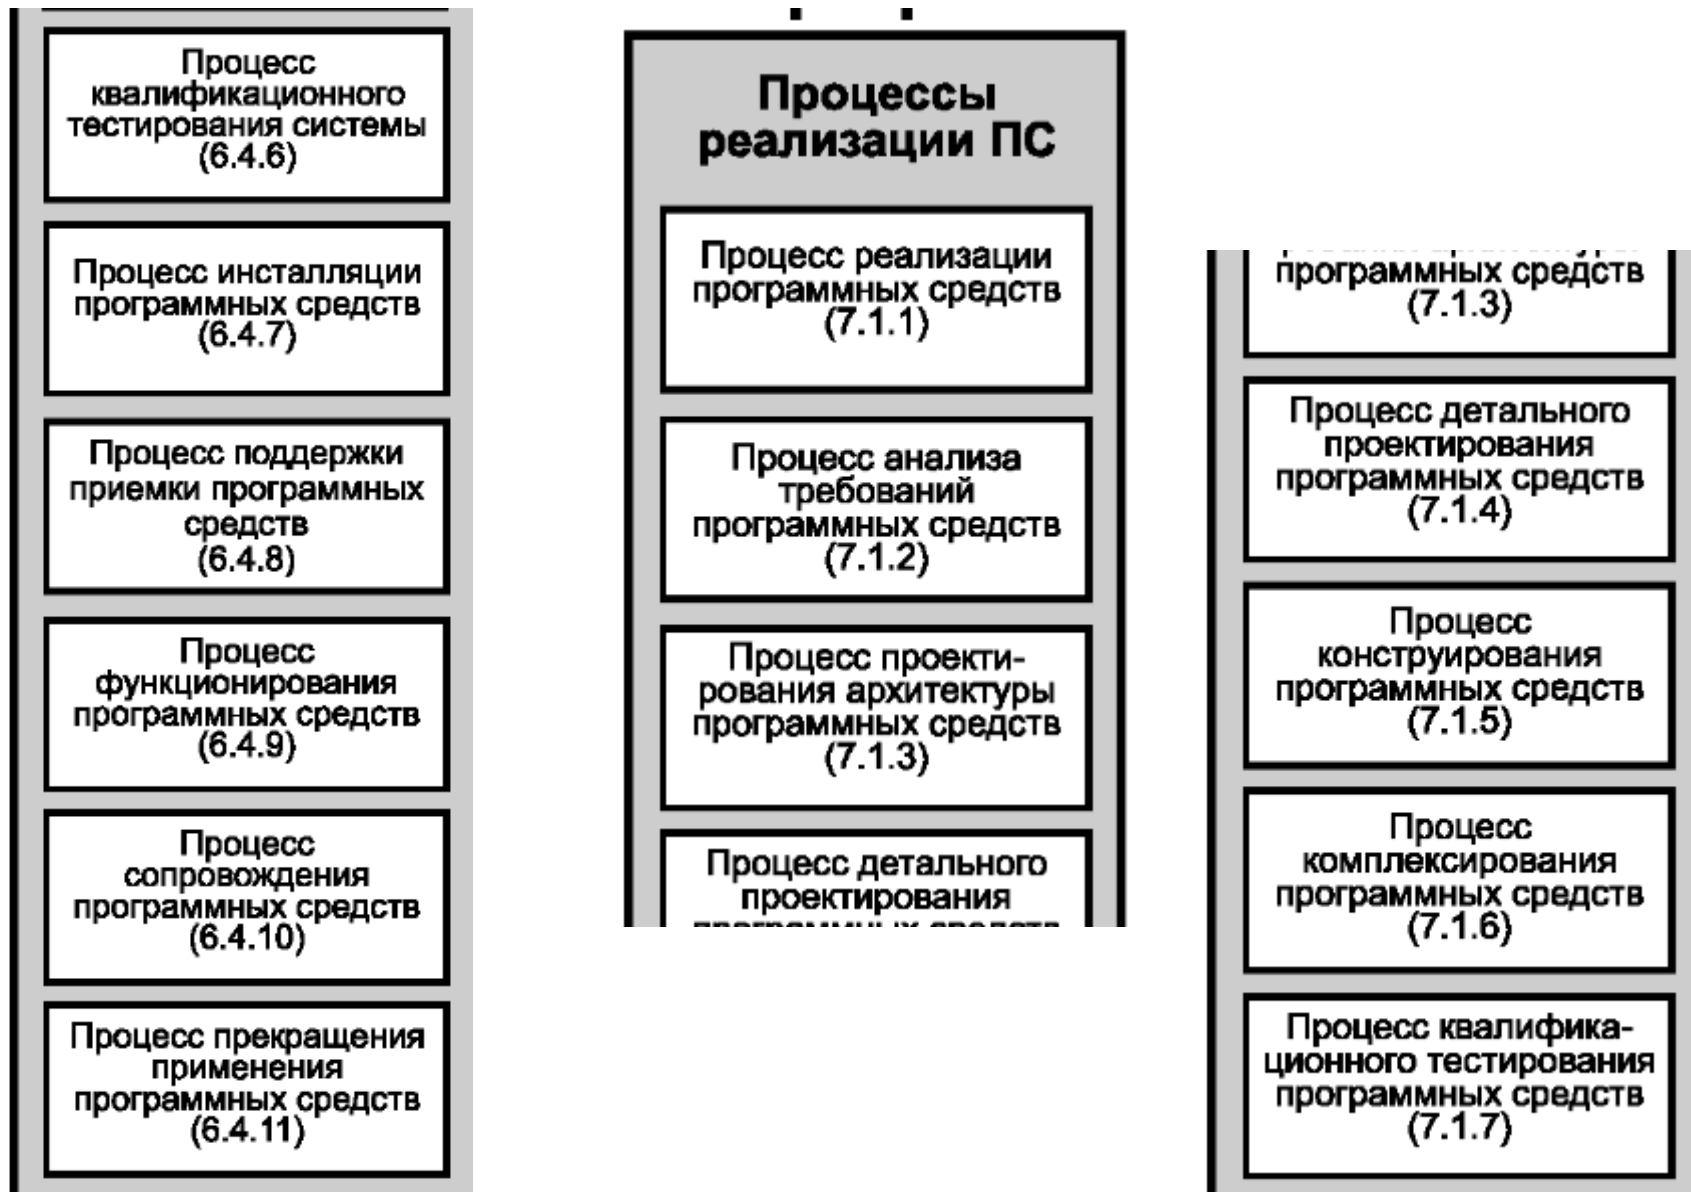 Процесс
квалификационного
тестирования системы
(6.4.6)
Процесс инсталляции
программных средств
(6.4.7)
Процесс поддержки
приемки программных
средств
(6.4.8)
Процесс
функционирования
программных средств
(6.4.9)
Процесс
сопровождения
программных средств
(6.4.10)
Процесс прекращения
применения
программных средств
(6.4.11)
Процессы
реализации ПС
Процесс реализации
программных средств
(7.1.1)
Процесс анализа
требований
программных средств
(7.1.2)
Процесс проекти-
рования архитектуры
программных средств
(7.1.3)
Процесс детального
проектирования
программных средств
(7.1.3)
Процесс детального
проектирования
программных средств
(7.1.4)
Процесс
конструирования
программных средств
(7.1.5)
Процесс
комплексирования
программных средств
(7.1.6)
Процесс квалифика-
ционного тестирования
программных средств
(7.1.7)